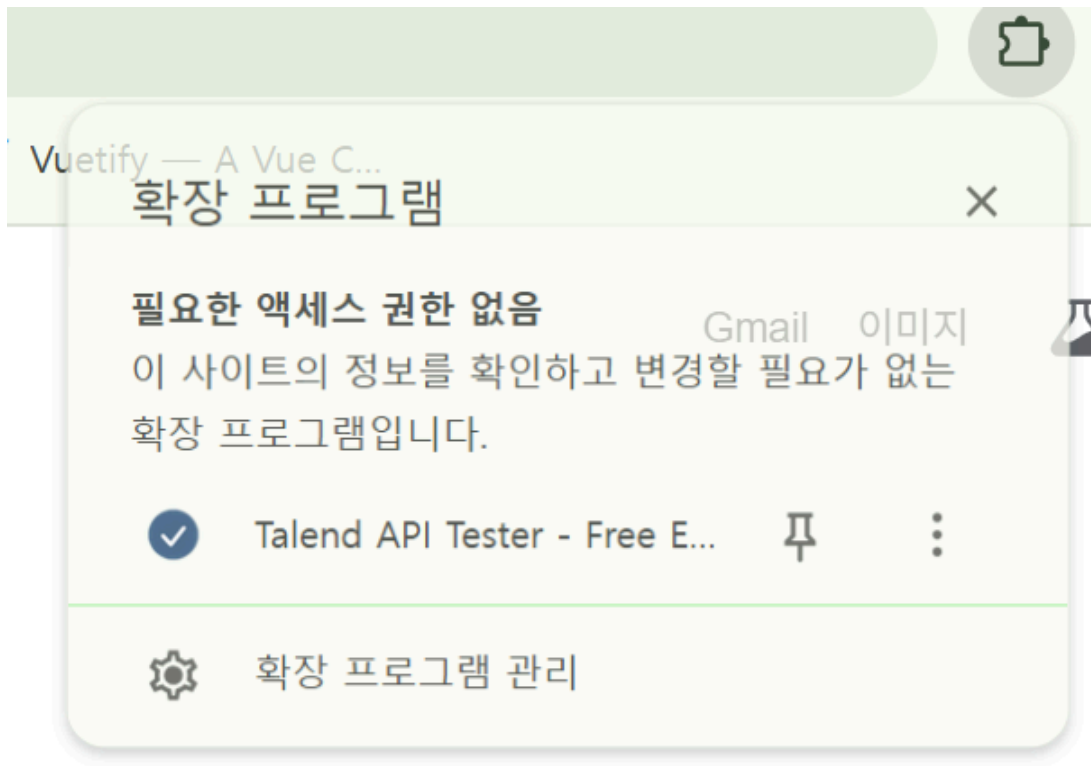 Vuetify — A Vue C...
확장 프로그램
필요한 액세스 권한 없음
Gmail 이미지
이 사이트의 정보를 확인하고 변경할 필요가 없는
확장 프로그램입니다.
Talend API Tester - Free E...
확장 프로그램 관리